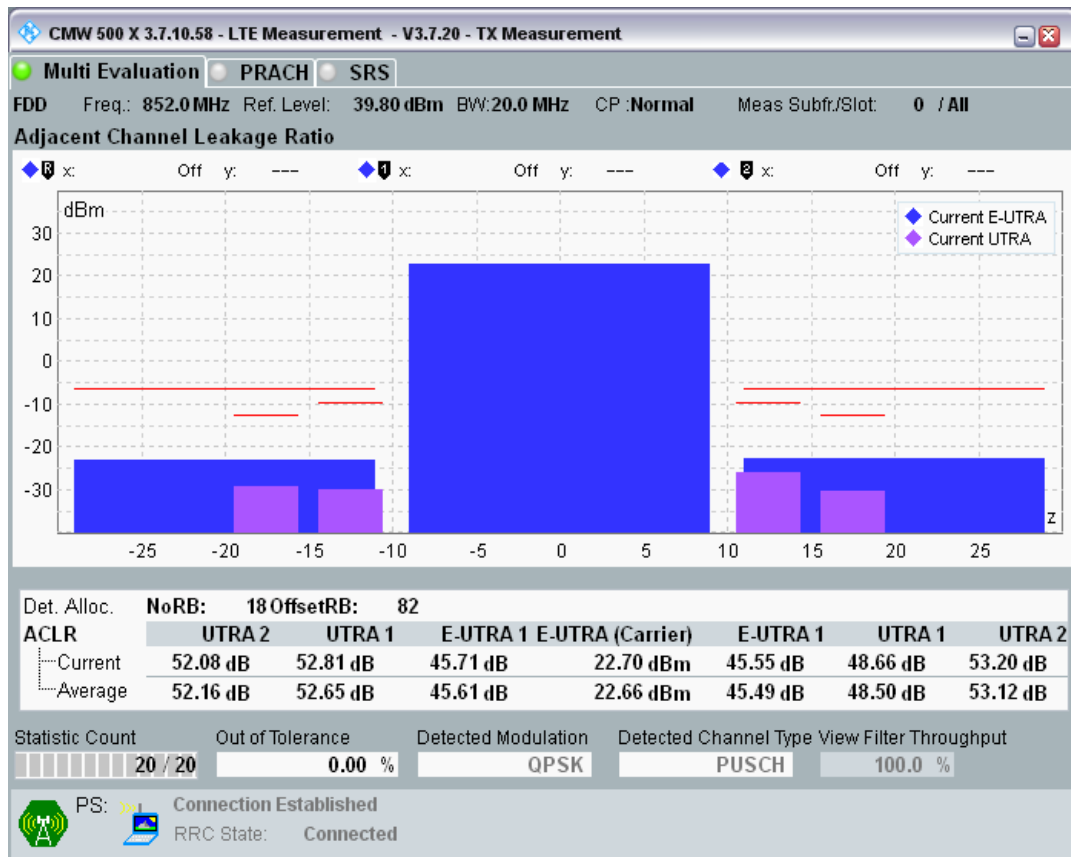 CMW 500 X 3.7.10.58 - LTE Measurement - V3.7.20 - TX Measurement
Multi Evaluation PRACH SRS
FDD Freq.: 852.0 MHz Ref. Level: 39.80 dBm BW:20.0 MHz CP :Normal Meas Subfr./Slot: 0 / All
Adjacent Channel Leakage Ratio
R x: Off y: --- 1 x: Off y: --- 2 x: Off y: ---
dBm
Current E-UTRA
Current UTRA
30
20
10
0
-10
-20
-30
z
-25 -20 -15 -10 -5 0 5 10 15 20 25
Det. Alloc. NoRB: 18 OffsetRB: 82
ACLR UTRA 2 UTRA 1 E-UTRA 1 E-UTRA (Carrier) E-UTRA 1 UTRA 1 UTRA 2
Current 52.08 dB 52.81 dB 45.71 dB 22.70 dBm 45.55 dB 48.66 dB 53.20 dB
Average 52.16 dB 52.65 dB 45.61 dB 22.66 dBm 45.49 dB 48.50 dB 53.12 dB
Statistic Count Out of Tolerance Detected Modulation Detected Channel Type View Filter Throughput
20 / 20 0.00 % QPSK PUSCH 100.0 %
PS: Connection Established
RRC State: Connected